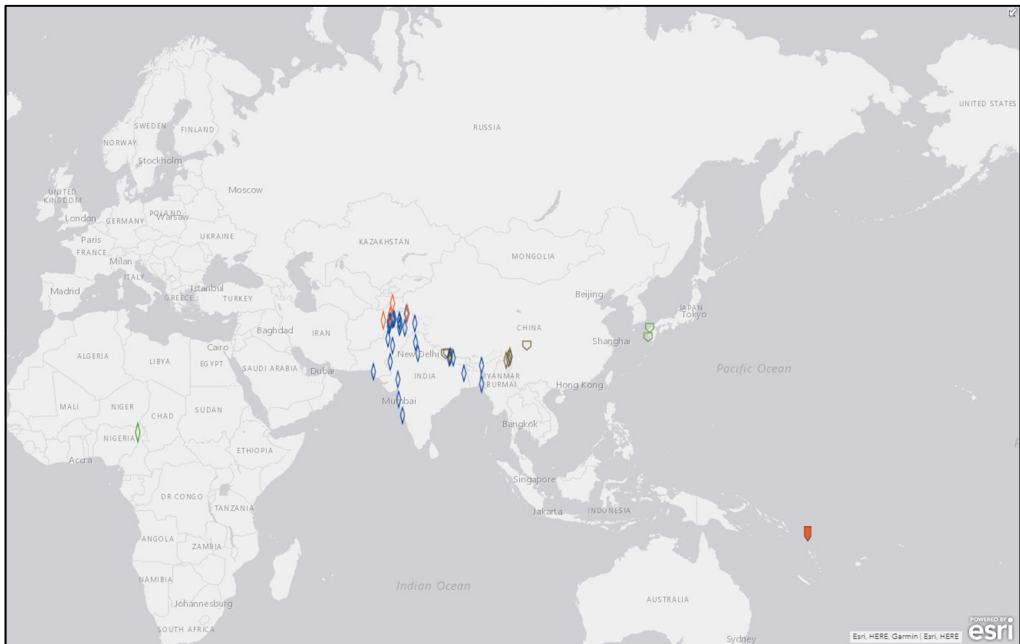 UNITED STATES
SWEDEN
FINLAND
RUSSIA
NORWAY
Stockholm
Moscow
UNITED
KINGDOM
London
POLAND
Warsaw
GERMANY
Paris
UKRAINE
KAZAKHSTAN
FRANCE
Milan
MONGOLIA
ITALY
Istanbul
Madrid
GREECE
TURKEY
Beijing
JAPAN
Tokyo
Baghdad
IRAN
CHINA
Shanghai
Cairo
ALGERIA
LIBYA
EGYPT
New Delhi
SAUDI ARABIA
Dubai
INDIA
MYANMAR
(BURMA)
Hong Kong
Pacific Ocean
MALI
NIGER
CHAD
SUDAN
Mumbai
Bangkok
NIGERIA
ETHIOPIA
Accra
Singapore
DR CONGO
TANZANIA
Jakarta
INDONESIA
ANGOLA
ZAMBIA
NAMIBIA
Indian Ocean
Johannesburg
AUSTRALIA
SOUTH AFRICA
Sydney
Esri, HERE, Garmin | Esri, HERE
POWERED BY
esri